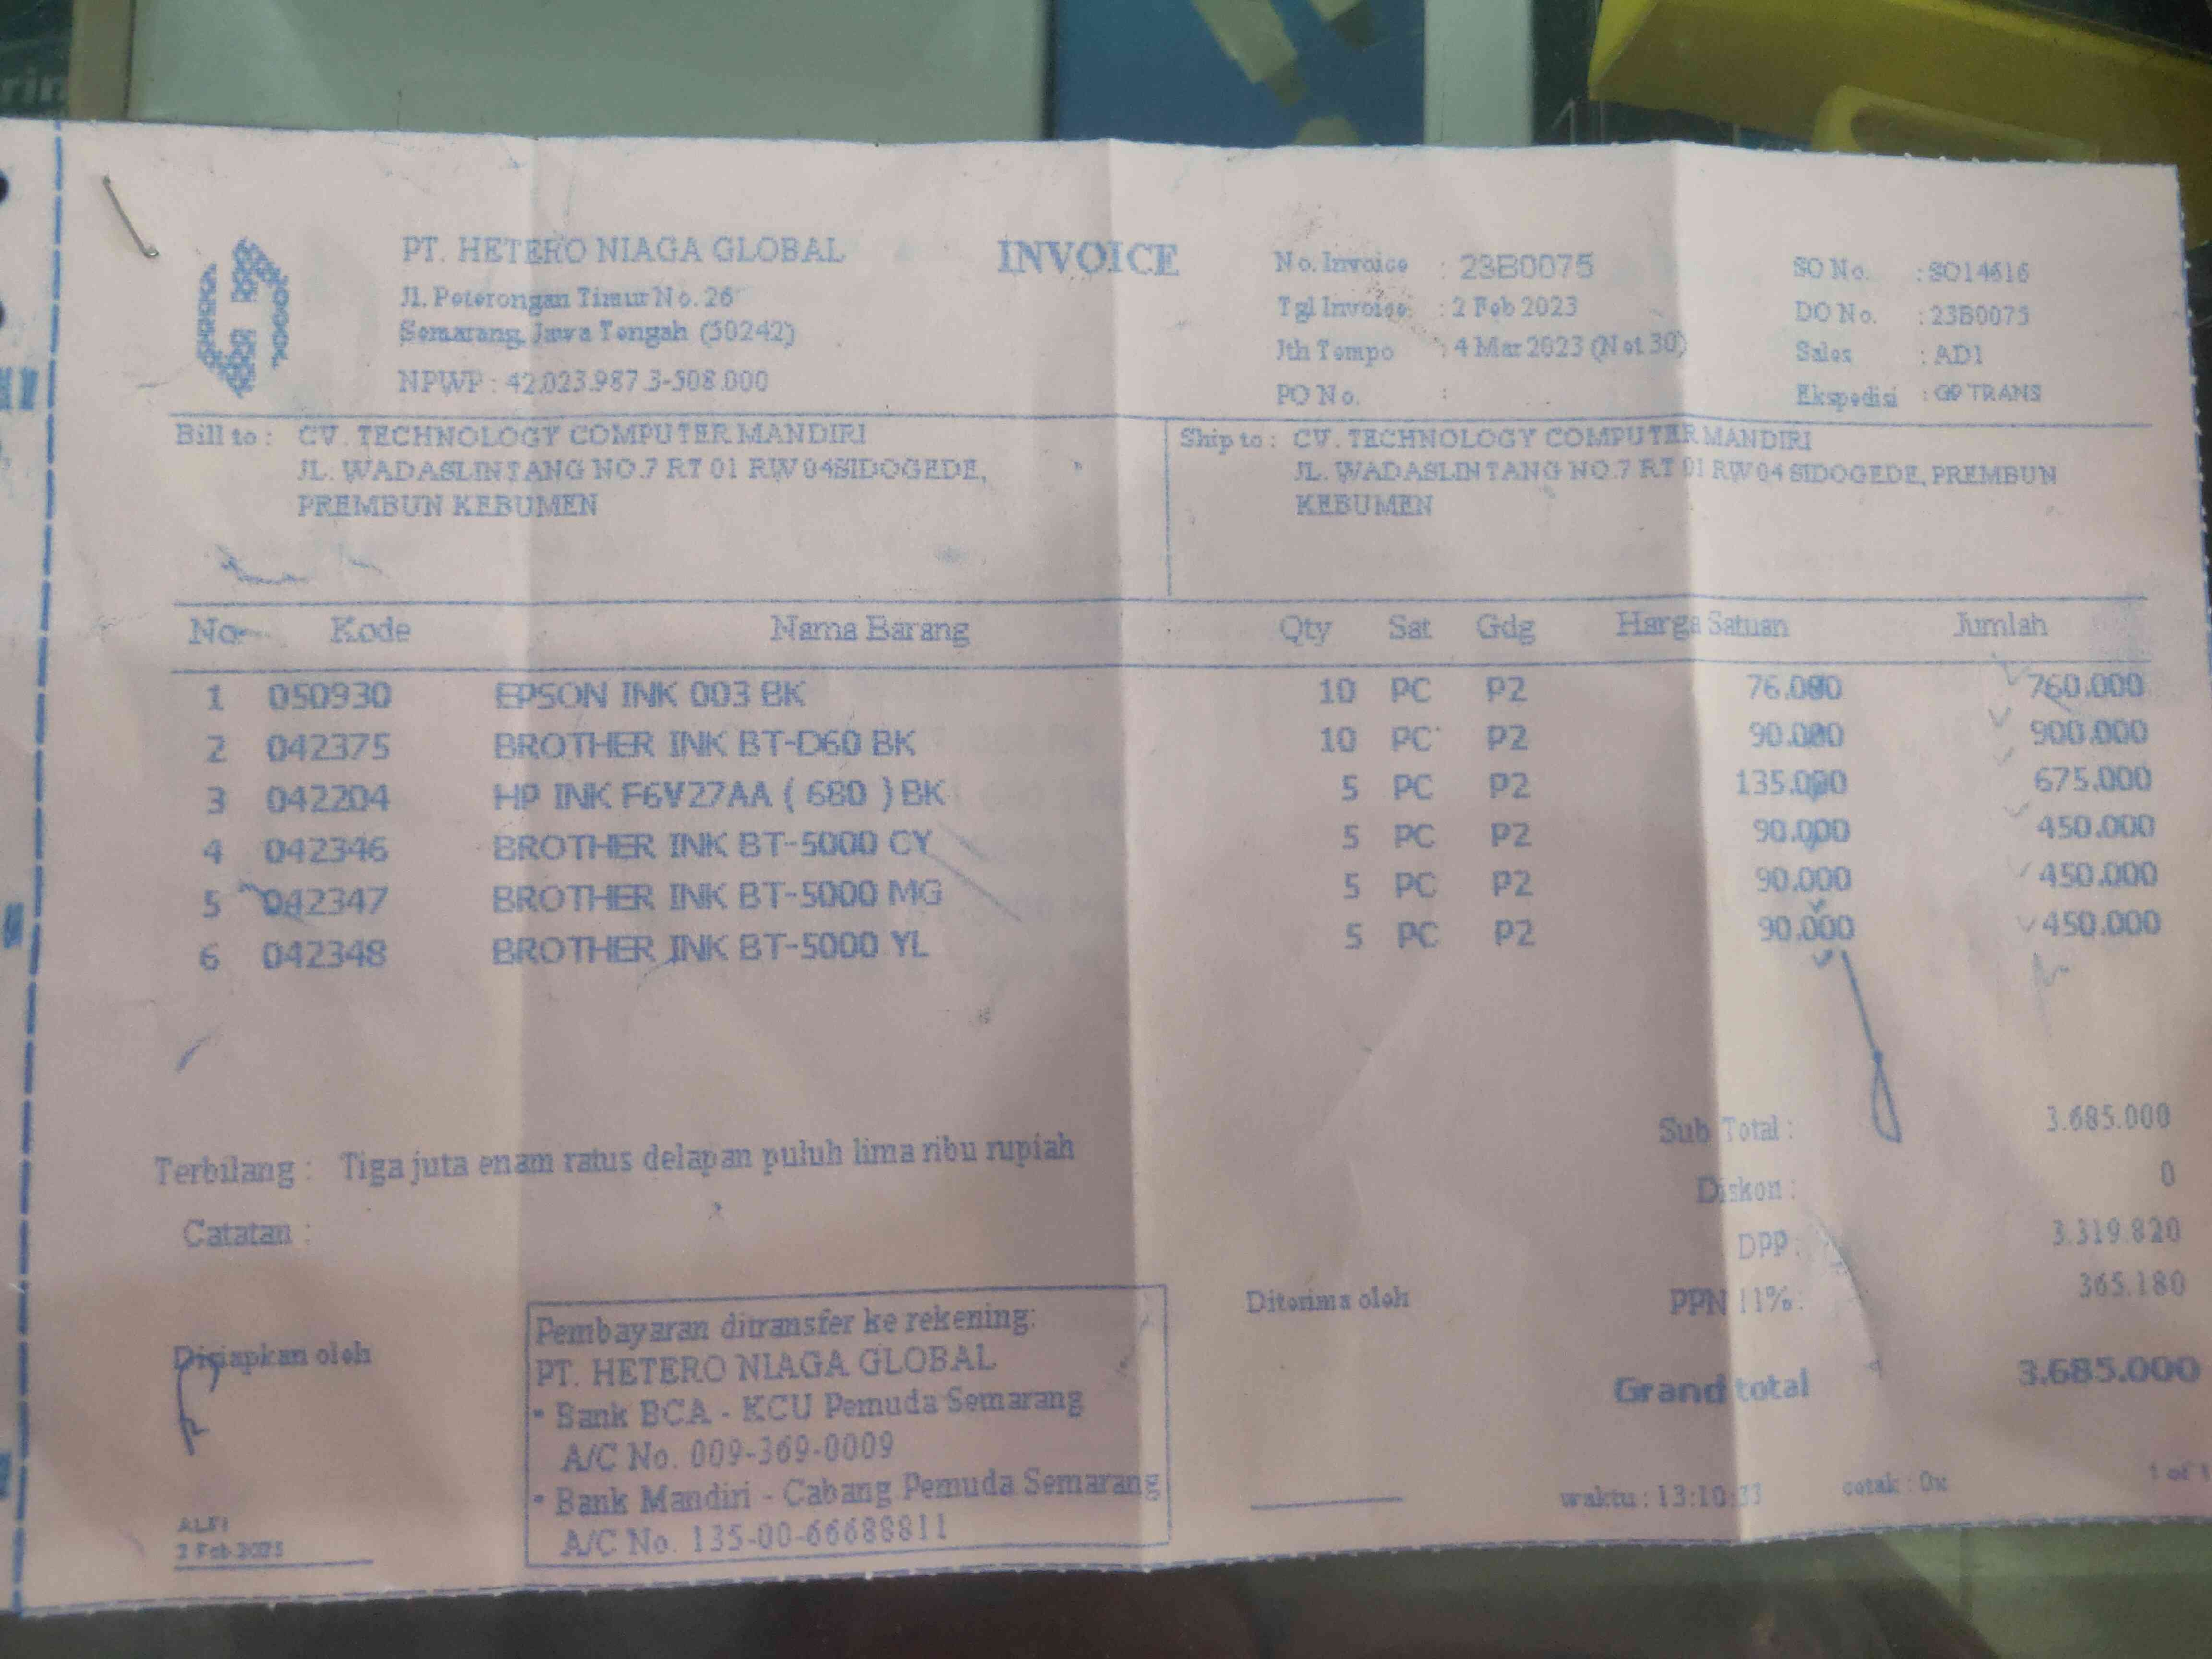 PT. HETERO NIAGA GLOBAL
Jl. Peterongan Timur No. 26
Semarang, Jawa Tengah (50242)
NPWP : 42.023.987.3-508.000
INVOICE
No. Invoice : 23B0075
Tgl Invoice : 2 Feb 2023
Jth Tempo : 4 Mar 2023 (Net 30)
PO No. :
SO No. : SO14616
DO No. : 23B0075
Sales : ADI
Ekspedisi : GP TRANS
Bill to : CV. TECHNOLOGY COMPUTER MANDIRI
JL. WADASLINTANG NO.7 RT 01 RW 04SIDOGEDE,
PREMBUN KEBUMEN
Ship to : CV. TECHNOLOGY COMPUTER MANDIRI
JL. WADASLINTANG NO.7 RT 01 RW 04 SIDOGEDE, PREMBUN
KEBUMEN
No Kode Nama Barang Qty Sat Gdg Harga Satuan Jumlah
1 050930 EPSON INK 003 BK 10 PC P2 76.000 760.000
2 042375 BROTHER INK BT-D60 BK 10 PC P2 90.000 900.000
3 042204 HP INK F6V27AA ( 680 ) BK 5 PC P2 135.000 675.000
4 042346 BROTHER INK BT-5000 CY 5 PC P2 90.000 450.000
5 042347 BROTHER INK BT-5000 MG 5 PC P2 90.000 450.000
6 042348 BROTHER INK BT-5000 YL 5 PC P2 90.000 450.000
Terbilang : Tiga juta enam ratus delapan puluh lima ribu rupiah
Catatan :
Sub Total : 3.685.000
Diskon : 0
DPP : 3.319.820
PPN 11% : 365.180
Grand total 3.685.000
Disiapkan oleh
ALFI
Pembayaran ditransfer ke rekening:
PT. HETERO NIAGA GLOBAL
- Bank BCA - KCU Pemuda Semarang
A/C No. 009-369-0009
- Bank Mandiri - Cabang Pemuda Semarang
A/C No. 135-00-66688811
Diterima oleh
waktu : 13:10:33 cetak : 0x 1 of 1